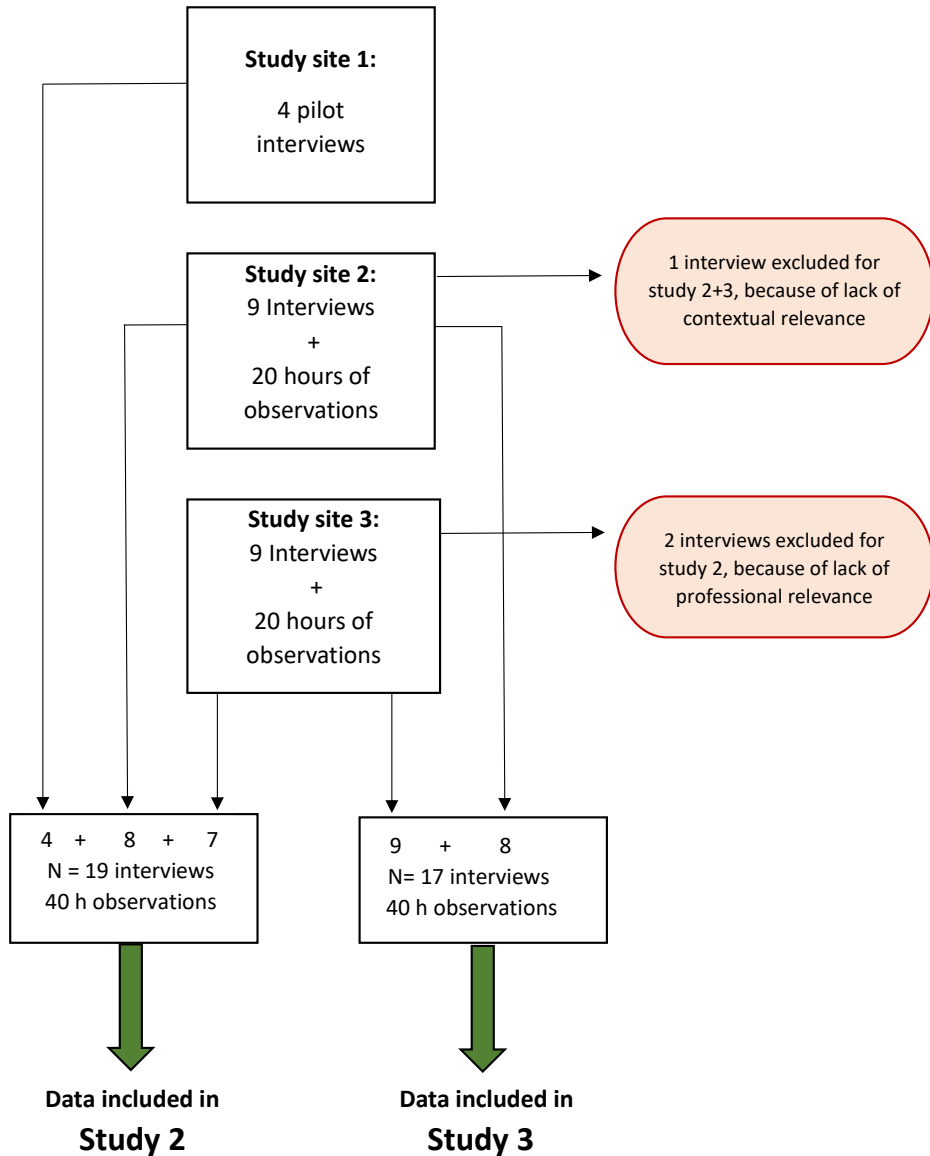 Study site 1:
4 pilot
interviews
Study site 2:
9 Interviews
+
20 hours of
observations
1 interview excluded for
study 2+3, because of lack of
contextual relevance
Study site 3:
9 Interviews
+
20 hours of
observations
2 interviews excluded for
study 2, because of lack of
professional relevance
4 + 8 + 7
N = 19 interviews
40 h observations
9 + 8
N= 17 interviews
40 h observations
Data included in
Study 2
Data included in
Study 3